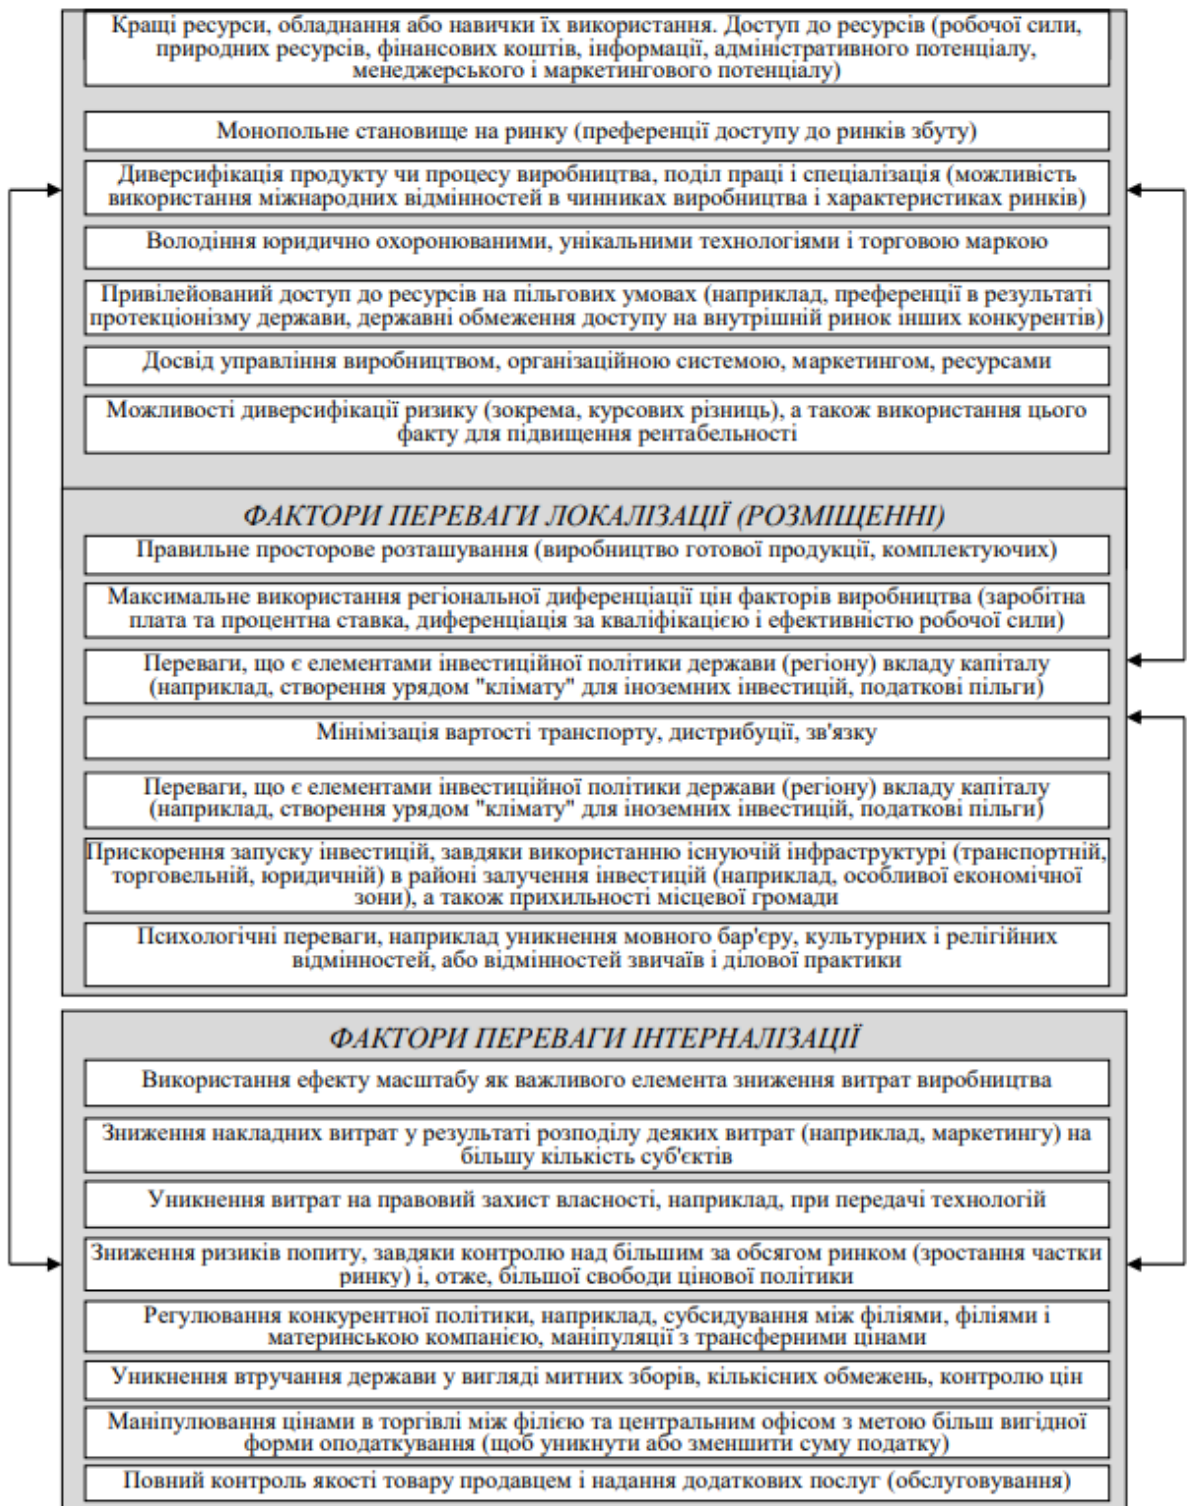 Кращі ресурси, обладнання або навички їх використання. Доступ до ресурсів (робочої сили,
природних ресурсів, фінансових коштів, інформації, адміністративного потенціалу,
менеджерського і маркетингового потенціалу)
Монопольне становище на ринку (преференції доступу до ринків збуту)
Диверсифікація продукту чи процесу виробництва, поділ праці і спеціалізація (можливість
використання міжнародних відмінностей в чинниках виробництва і характеристиках ринків)
Володіння юридично охоронюваними, унікальними технологіями і торговою маркою
Привілейований доступ до ресурсів на пільгових умовах (наприклад, преференції в результаті
протекціонізму держави, державні обмеження доступу на внутрішній ринок інших конкурентів)
Досвід управління виробництвом, організаційною системою, маркетингом, ресурсами
Можливості диверсифікації ризику (зокрема, курсових різниць), а також використання цього
факту для підвищення рентабельності
ФАКТОРИ ПЕРЕВАГИ ЛОКАЛІЗАЦІЇ (РОЗМІЩЕННІ)
Правильне просторове розташування (виробництво готової продукції, комплектуючих)
Максимальне використання регіональної диференціації цін факторів виробництва (заробітна
плата та процентна ставка, диференціація за кваліфікацією і ефективністю робочої сили)
Переваги, що є елементами інвестиційної політики держави (регіону) вкладу капіталу
(наприклад, створення урядом "клімату" для іноземних інвестицій, податкові пільги)
Мінімізація вартості транспорту, дистрибуції, зв'язку
Переваги, що є елементами інвестиційної політики держави (регіону) вкладу капіталу
(наприклад, створення урядом "клімату" для іноземних інвестицій, податкові пільги)
Прискорення запуску інвестицій, завдяки використанню існуючій інфраструктурі (транспортній,
торговельній, юридичній) в районі залучення інвестицій (наприклад, особливої економічної
зони), а також прихильності місцевої громади
Психологічні переваги, наприклад уникнення мовного бар'єру, культурних і релігійних
відмінностей, або відмінностей звичаїв і ділової практики
ФАКТОРИ ПЕРЕВАГИ ІНТЕРНАЛІЗАЦІЇ
Використання ефекту масштабу як важливого елемента зниження витрат виробництва
Зниження накладних витрат у результаті розподілу деяких витрат (наприклад, маркетингу) на
більшу кількість суб'єктів
Уникнення витрат на правовий захист власності, наприклад, при передачі технологій
Зниження ризиків попиту, завдяки контролю над більшим за обсягом ринком (зростання частки
ринку) і, отже, більшої свободи цінової політики
Регулювання конкурентної політики, наприклад, субсидування між філіями, філіями і
материнською компанією, маніпуляції з трансферними цінами
Уникнення втручання держави у вигляді митних зборів, кількісних обмежень, контролю цін
Маніпулювання цінами в торгівлі між філією та центральним офісом з метою більш вигідної
форми оподаткування (щоб уникнути або зменшити суму податку)
Повний контроль якості товару продавцем і надання додаткових послуг (обслуговування)